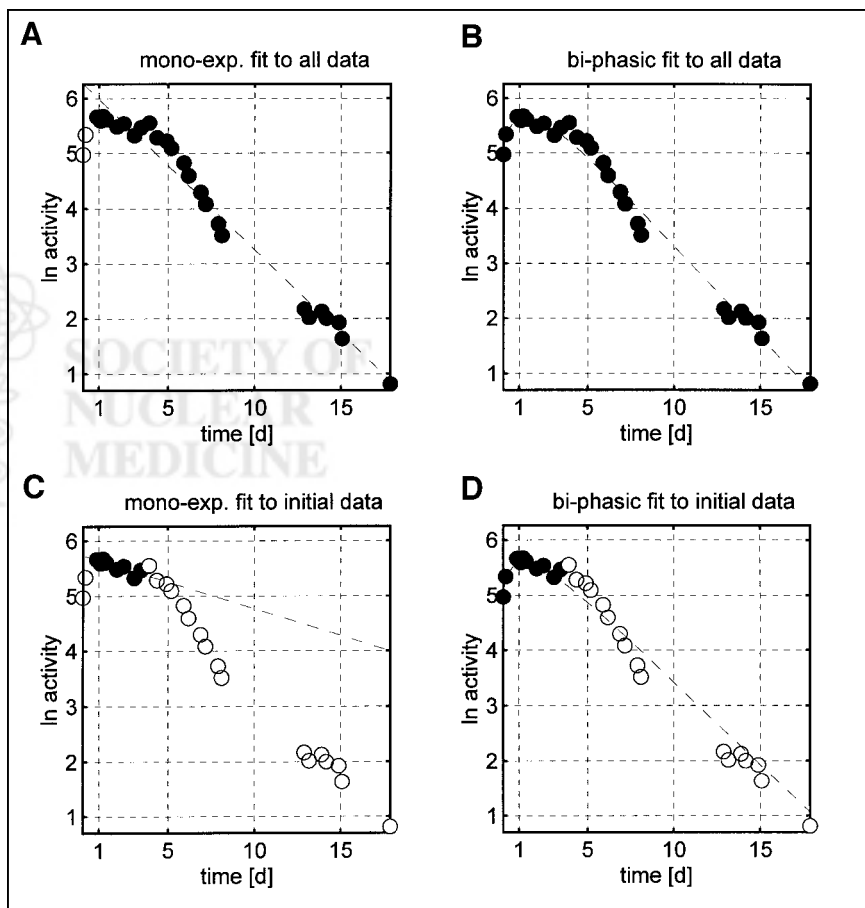 A
mono-exp. fit to all data
ln activity
6
5
4
3
2
1
1 5 10 15
time [d]
B
bi-phasic fit to all data
ln activity
6
5
4
3
2
1
1 5 10 15
time [d]
SOCIETY OF
NUCLEAR
MEDICINE
C
mono-exp. fit to initial data
ln activity
6
5
4
3
2
1
1 5 10 15
time [d]
D
bi-phasic fit to initial data
ln activity
6
5
4
3
2
1
1 5 10 15
time [d]